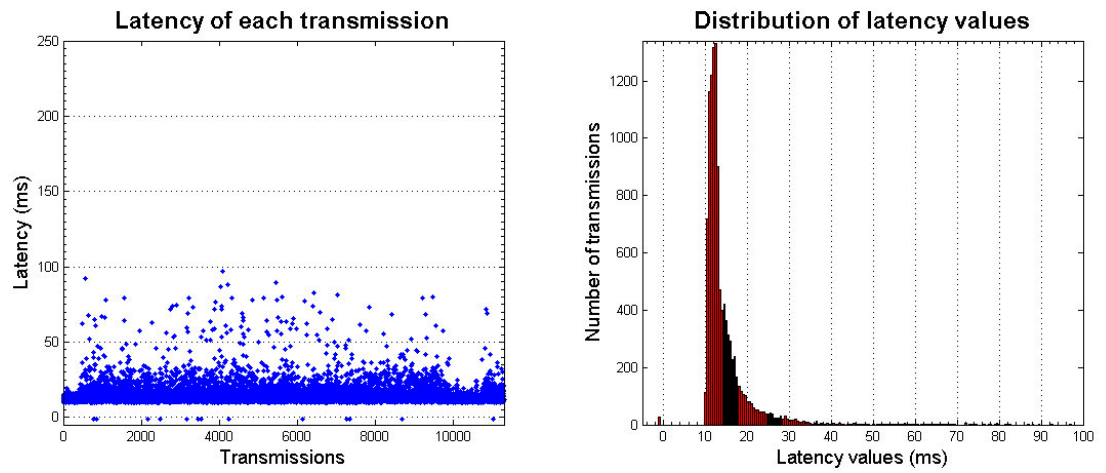 Latency of each transmission
250
200
150
100
50
0
Latency (ms)
0 2000 4000 6000 8000 10000
Transmissions
Distribution of latency values
1200
1000
800
600
400
200
0
Number of transmissions
0 10 20 30 40 50 60 70 80 90 100
Latency values (ms)